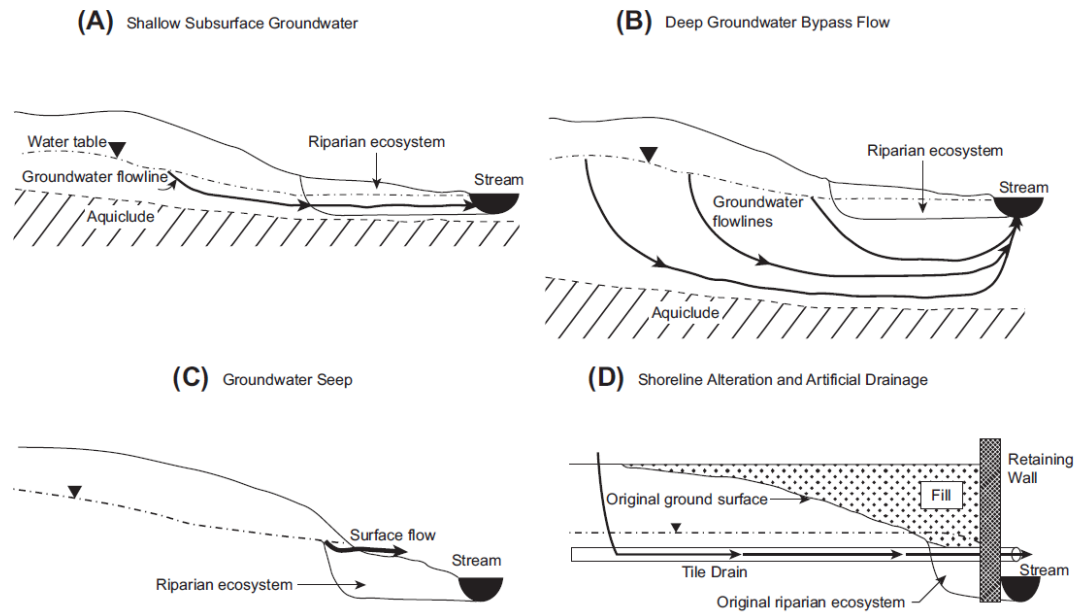 (A) Shallow Subsurface Groundwater
Water table
Riparian ecosystem
Groundwater flowline
Stream
Aquiclude
(B) Deep Groundwater Bypass Flow
Riparian ecosystem
Stream
Groundwater
flowlines
Aquiclude
(C) Groundwater Seep
Surface flow
Stream
Riparian ecosystem
(D) Shoreline Alteration and Artificial Drainage
Retaining
Wall
Original ground surface
Fill
Tile Drain
Stream
Original riparian ecosystem